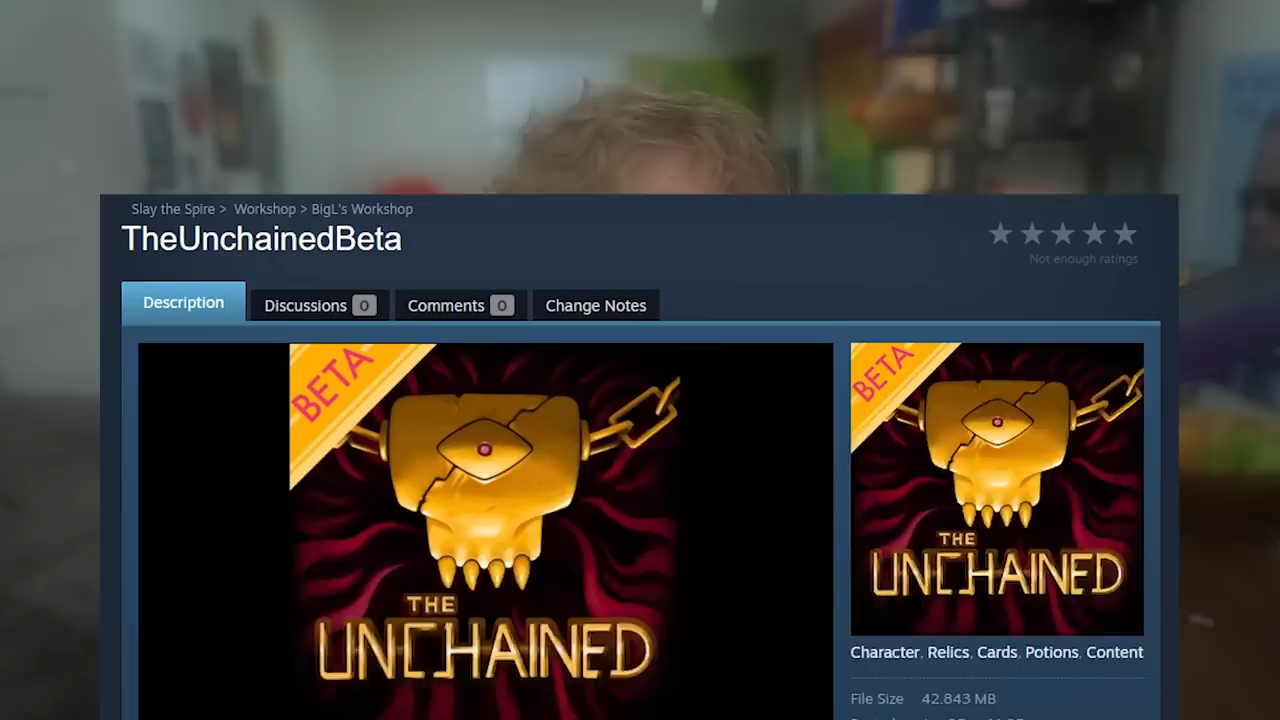 Slay the Spire > Workshop > BigL's Workshop
TheUnchainedBeta
Not enough ratings
Description
Discussions 0
Comments 0
Change Notes
BETA
THE
UNCHAINED
BETA
THE
UNCHAINED
Character, Relics, Cards, Potions, Content
File Size 42.843 MB